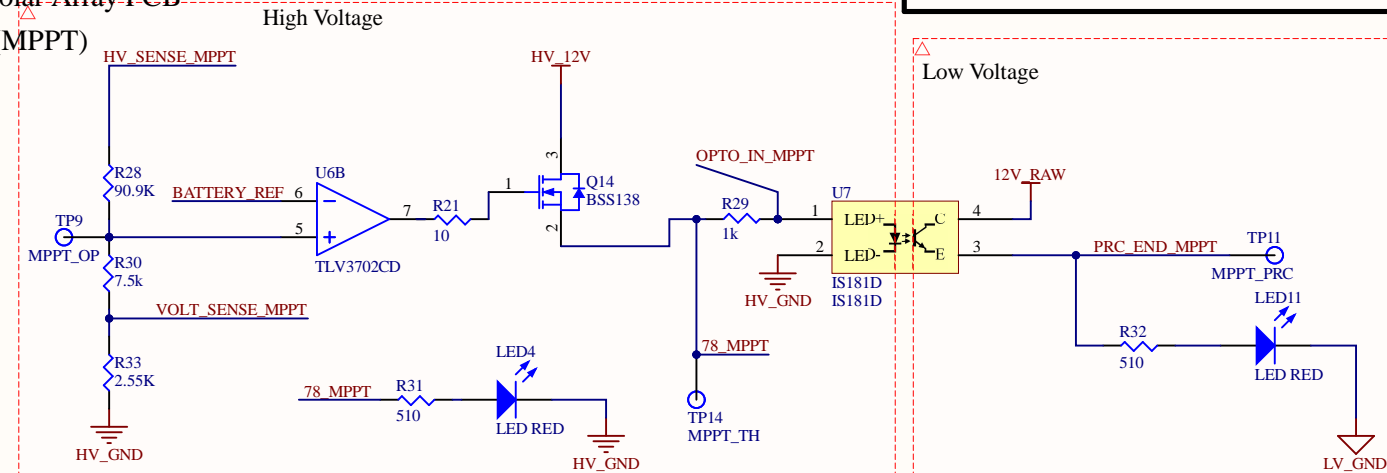 olar Array PCB
(MPPT)
High Voltage
HV_SENSE_MPPT
HV_12V
Low Voltage
R28
90.9K
BATTERY_REF
6
U6B
5
7
TLV3702CD
R21
10
1
3
2
Q14
BSS138
OPTO_IN_MPPT
R29
1k
TP9
MPPT_OP
R30
7.5k
VOLT_SENSE_MPPT
R33
2.55K
HV_GND
U7
1
LED+
2
LED-
C
4
E
3
IS181D
IS181D
HV_GND
12V_RAW
PRC_END_MPPT
TP11
MPPT_PRC
LED11
R32
510
LED RED
LV_GND
78_MPPT
R31
510
LED4
LED RED
HV_GND
78_MPPT
TP14
MPPT_TH